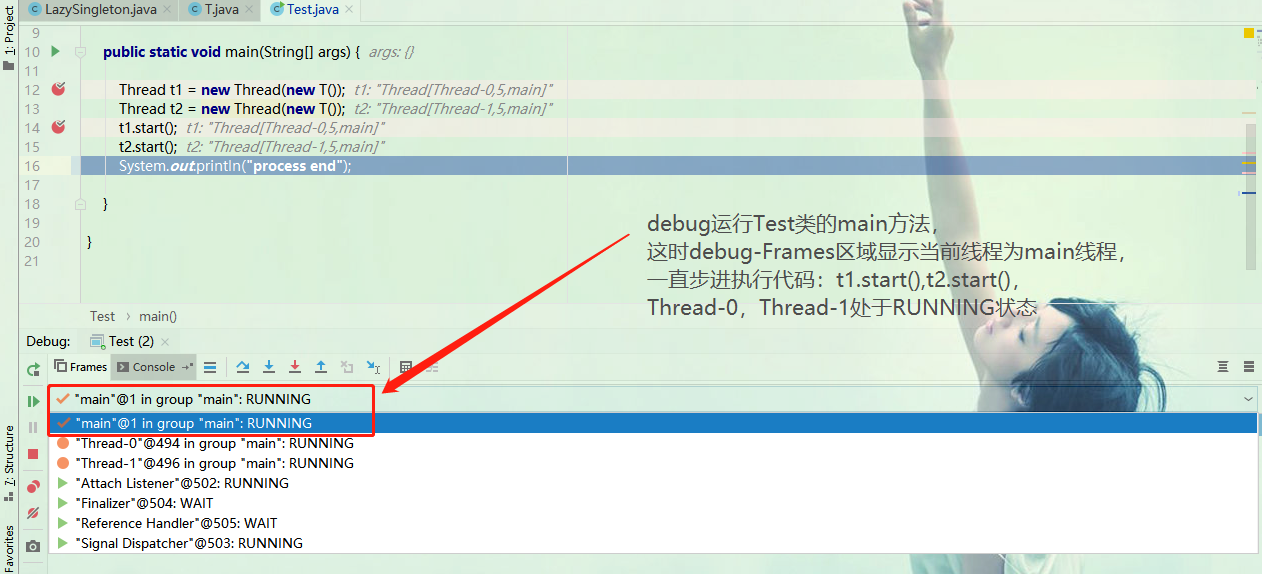 LazySingleton.java × T.java × Test.java ×
1: Project
9
10 public static void main(String[] args) { args: {}
11
12 Thread t1 = new Thread(new T()); t1: "Thread[Thread-0,5,main]"
13 Thread t2 = new Thread(new T()); t2: "Thread[Thread-1,5,main]"
14 t1.start(); t1: "Thread[Thread-0,5,main]"
15 t2.start(); t2: "Thread[Thread-1,5,main]"
16 System.out.println("process end");
17
18 }
19
20 }
21
debug运行Test类的main方法，
这时debug-Frames区域显示当前线程为main线程，
一直步进执行代码：t1.start(),t2.start()，
Thread-0，Thread-1处于RUNNING状态
Test › main()
Debug: Test (2) ×
Frames Console
"main"@1 in group "main": RUNNING
"main"@1 in group "main": RUNNING
"Thread-0"@494 in group "main": RUNNING
"Thread-1"@496 in group "main": RUNNING
"Attach Listener"@502: RUNNING
"Finalizer"@504: WAIT
"Reference Handler"@505: WAIT
"Signal Dispatcher"@503: RUNNING
7: Structure
Favorites